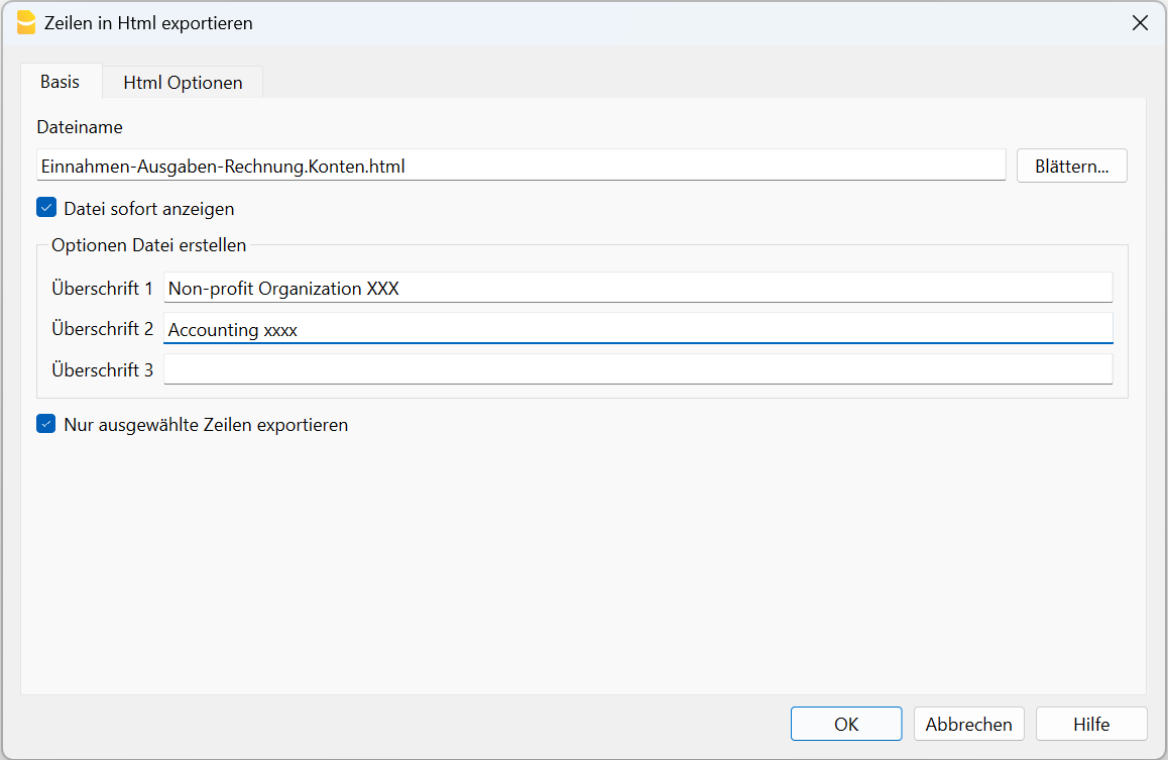 Zeilen in Html exportieren
Basis Html Optionen
Dateiname
Einnahmen-Ausgaben-Rechnung.Konten.html Blättern...
Datei sofort anzeigen
Optionen Datei erstellen
Überschrift 1 Non-profit Organization XXX
Überschrift 2 Accounting xxxx
Überschrift 3
Nur ausgewählte Zeilen exportieren
OK Abbrechen Hilfe